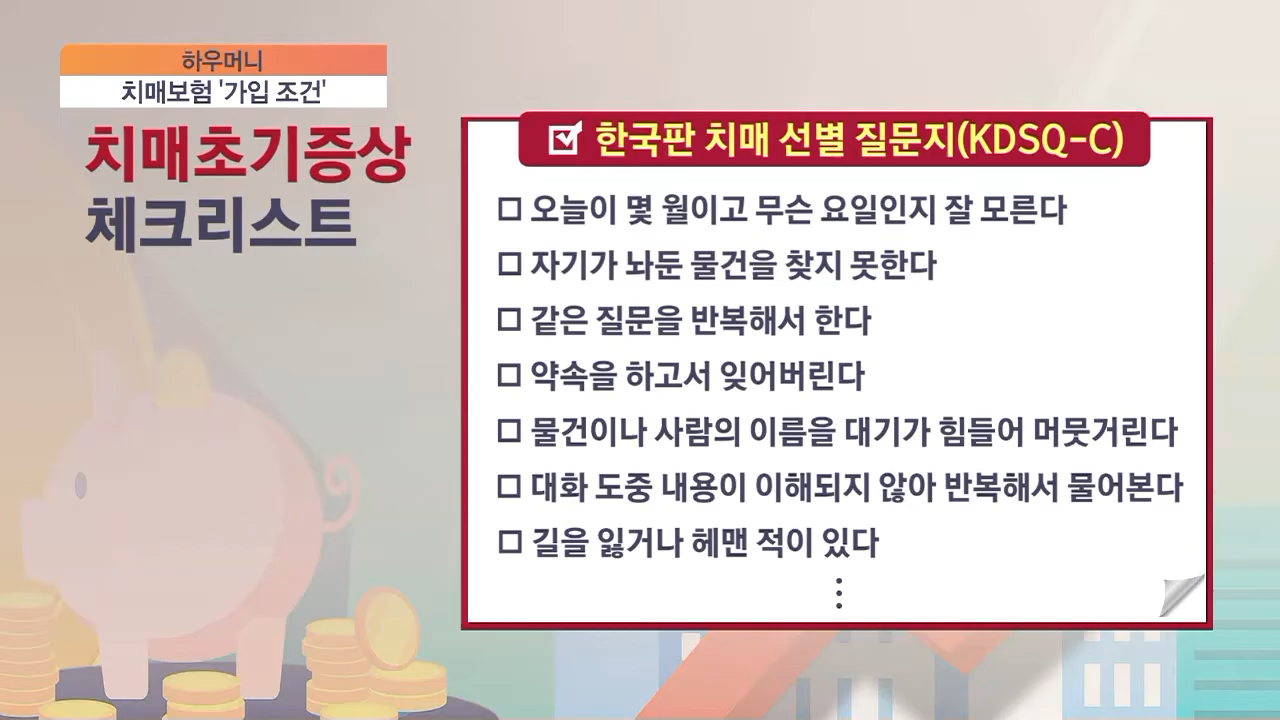 하우머니
치매보험 '가입 조건'
치매초기증상
체크리스트
한국판 치매 선별 질문지(KDSQ-C)
오늘이 몇 월이고 무슨 요일인지 잘 모른다
자기가 놔둔 물건을 찾지 못한다
같은 질문을 반복해서 한다
약속을 하고서 잊어버린다
물건이나 사람의 이름을 대기가 힘들어 머뭇거린다
대화 도중 내용이 이해되지 않아 반복해서 물어본다
길을 잃거나 헤맨 적이 있다